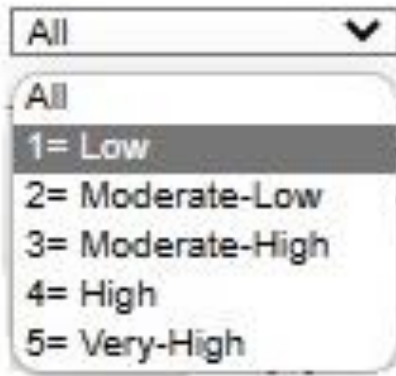 All
All
1= Low
2= Moderate-Low
3= Moderate-High
4= High
5= Very-High